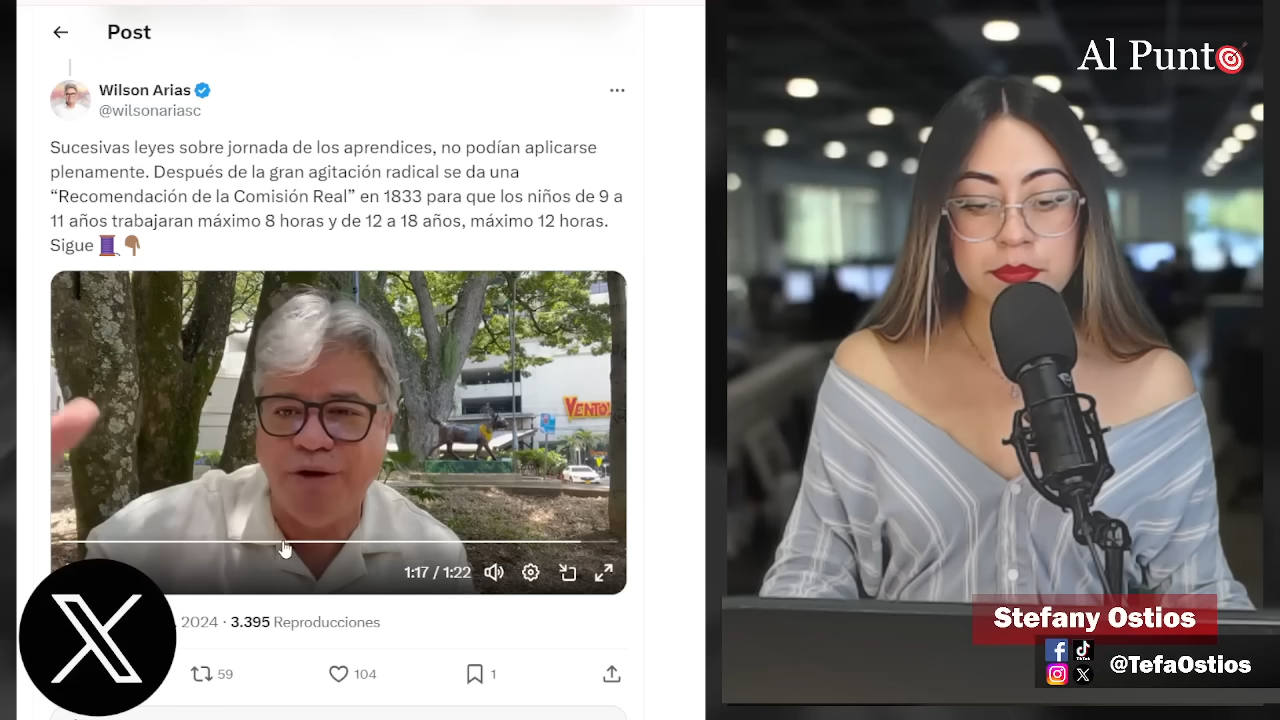 Post
Wilson Arias
@wilsonariasc
Sucesivas leyes sobre jornada de los aprendices, no podían aplicarse
plenamente. Después de la gran agitación radical se da una
“Recomendación de la Comisión Real” en 1833 para que los niños de 9 a
11 años trabajaran máximo 8 horas y de 12 a 18 años, máximo 12 horas.
Sigue
VENTO
1:17 / 1:22
2024 · 3.395 Reproducciones
59
104
1
Al Punto
Stefany Ostios
@TefaOstios